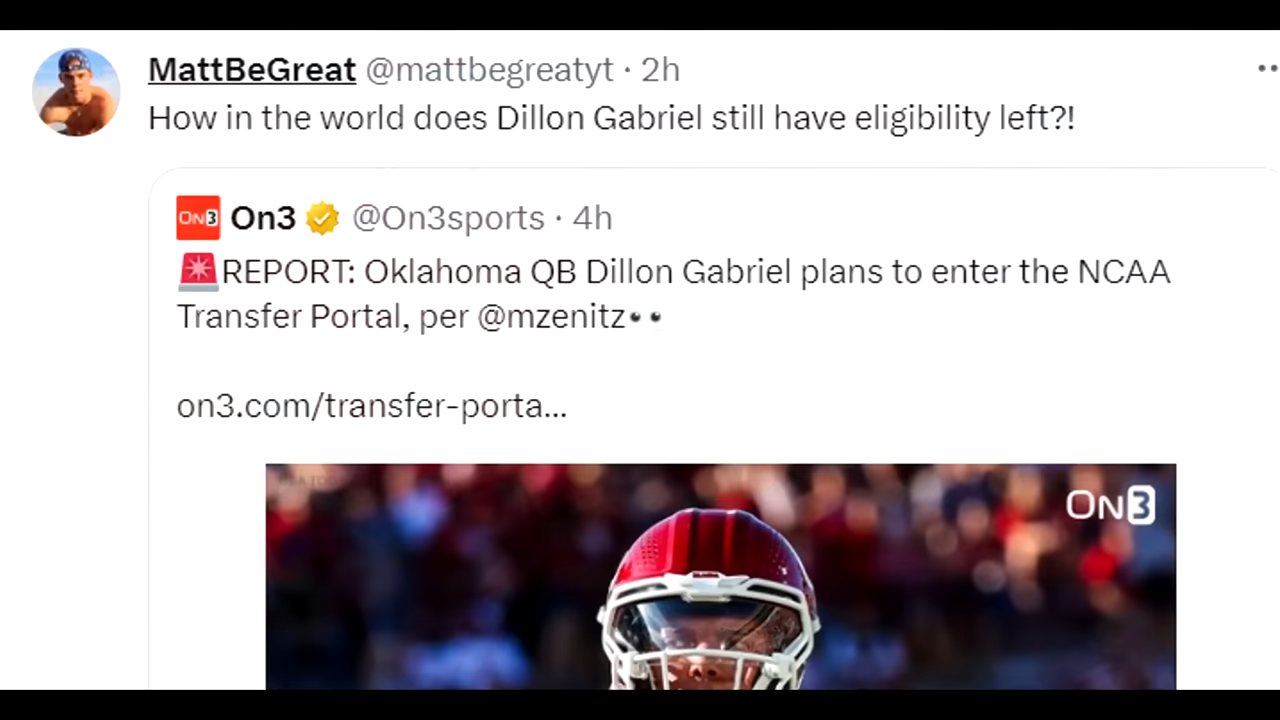 MattBeGreat @mattbegreatyt · 2h
How in the world does Dillon Gabriel still have eligibility left?!
ON3 On3 @On3sports · 4h
🚨REPORT: Oklahoma QB Dillon Gabriel plans to enter the NCAA
Transfer Portal, per @mzenitz👀
on3.com/transfer-porta...
ON3